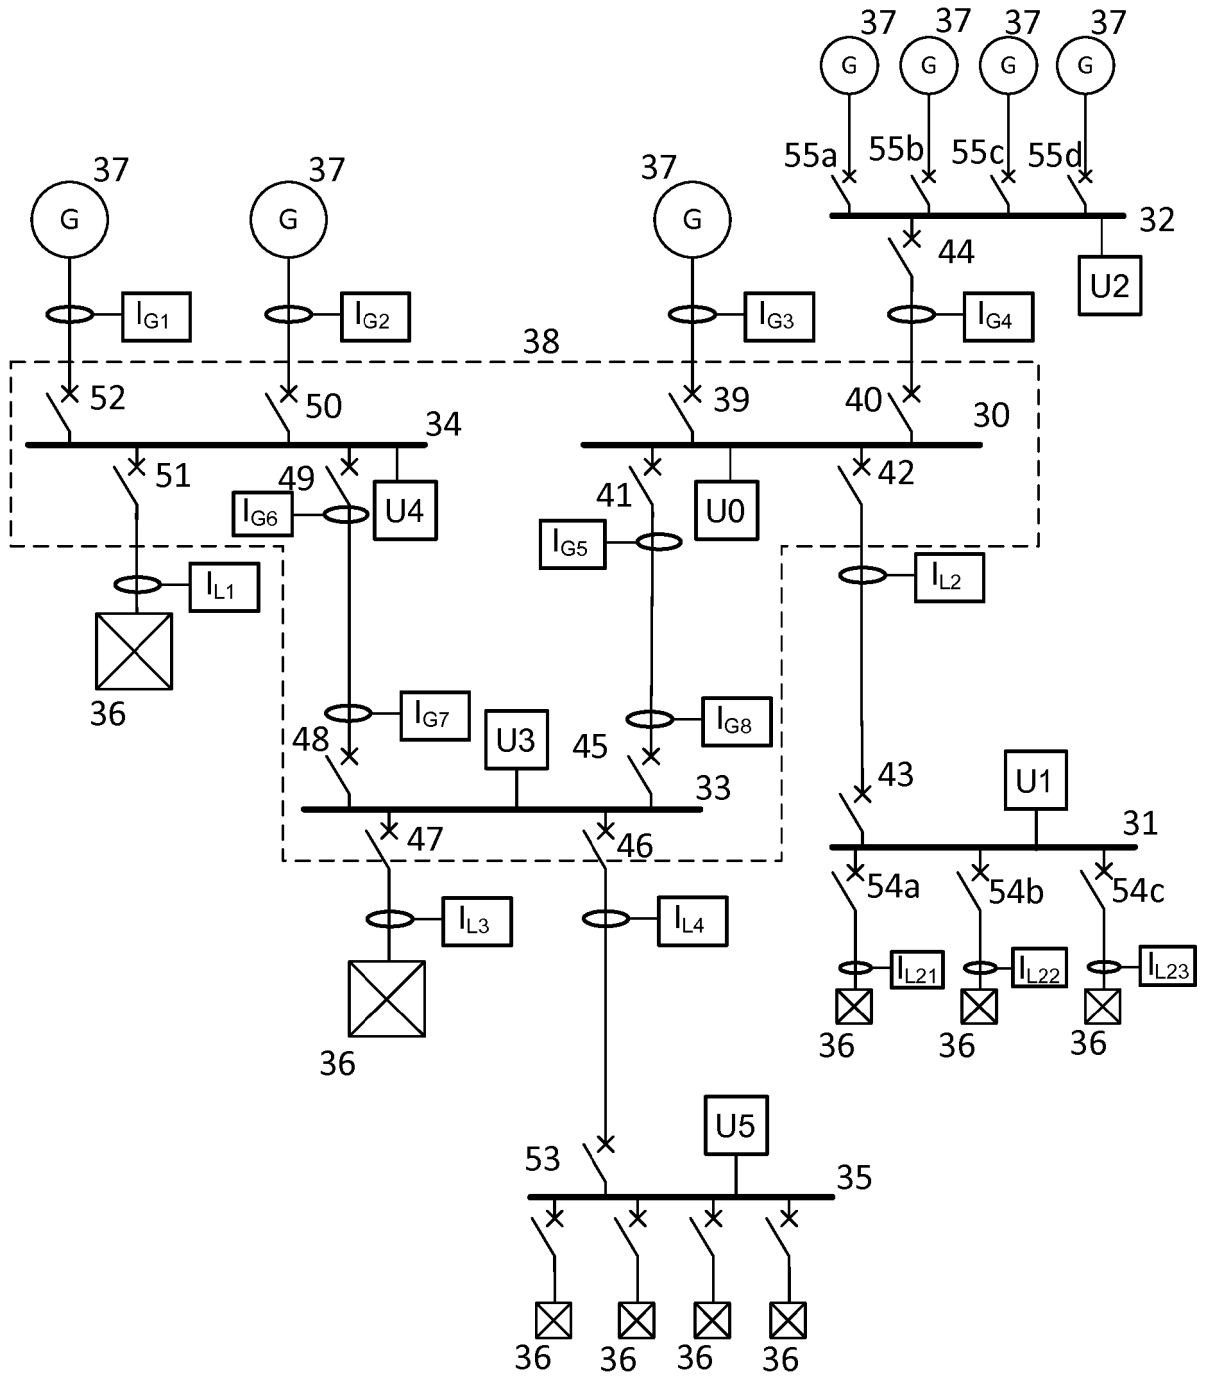 37 37 37 37
G G G G
55a 55b 55c 55d
37 37 37
G G G
32
44
U2
IG1 IG2 IG3 IG4
38
52 50 39 40 30
34
51 49 41 42
IG6 U4 U0
IG5
IL1 IL2
36
48 IG7 U3 45 IG8
33
43 U1
31
47 46
54a 54b 54c
IL3 IL4
IL21 IL22 IL23
36 36 36
36
U5
53 35
36 36 36 36